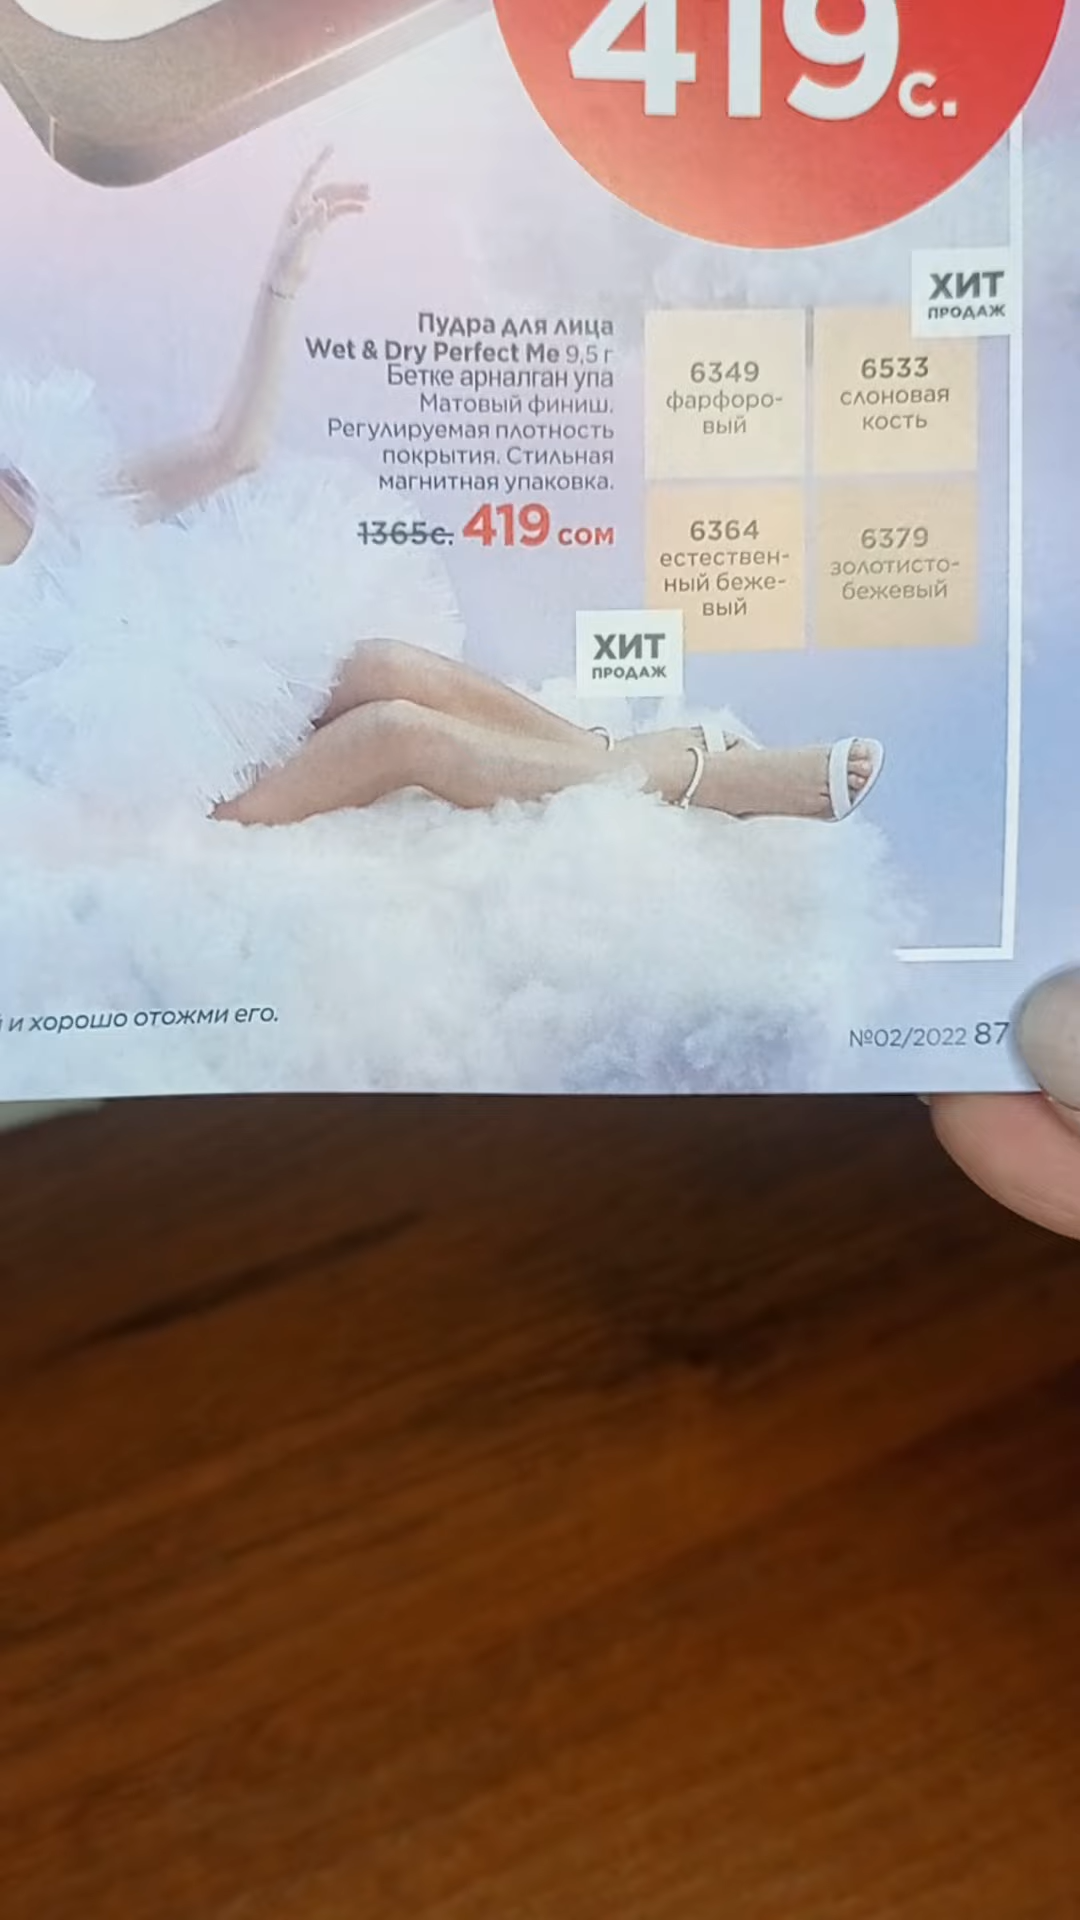 419с.
ХИТ
ПРОДАЖ
Пудра для лица
Wet & Dry Perfect Me 9,5 г
Бетке арналган упа
Матовый финиш.
Регулируемая плотность
покрытия. Стильная
магнитная упаковка.
1365с. 419 сом
6349
фарфоро-
вый
6533
слоновая
кость
6364
естествен-
ный беже-
вый
6379
золотисто-
бежевый
ХИТ
ПРОДАЖ
и хорошо отожми его.
№02/2022 87